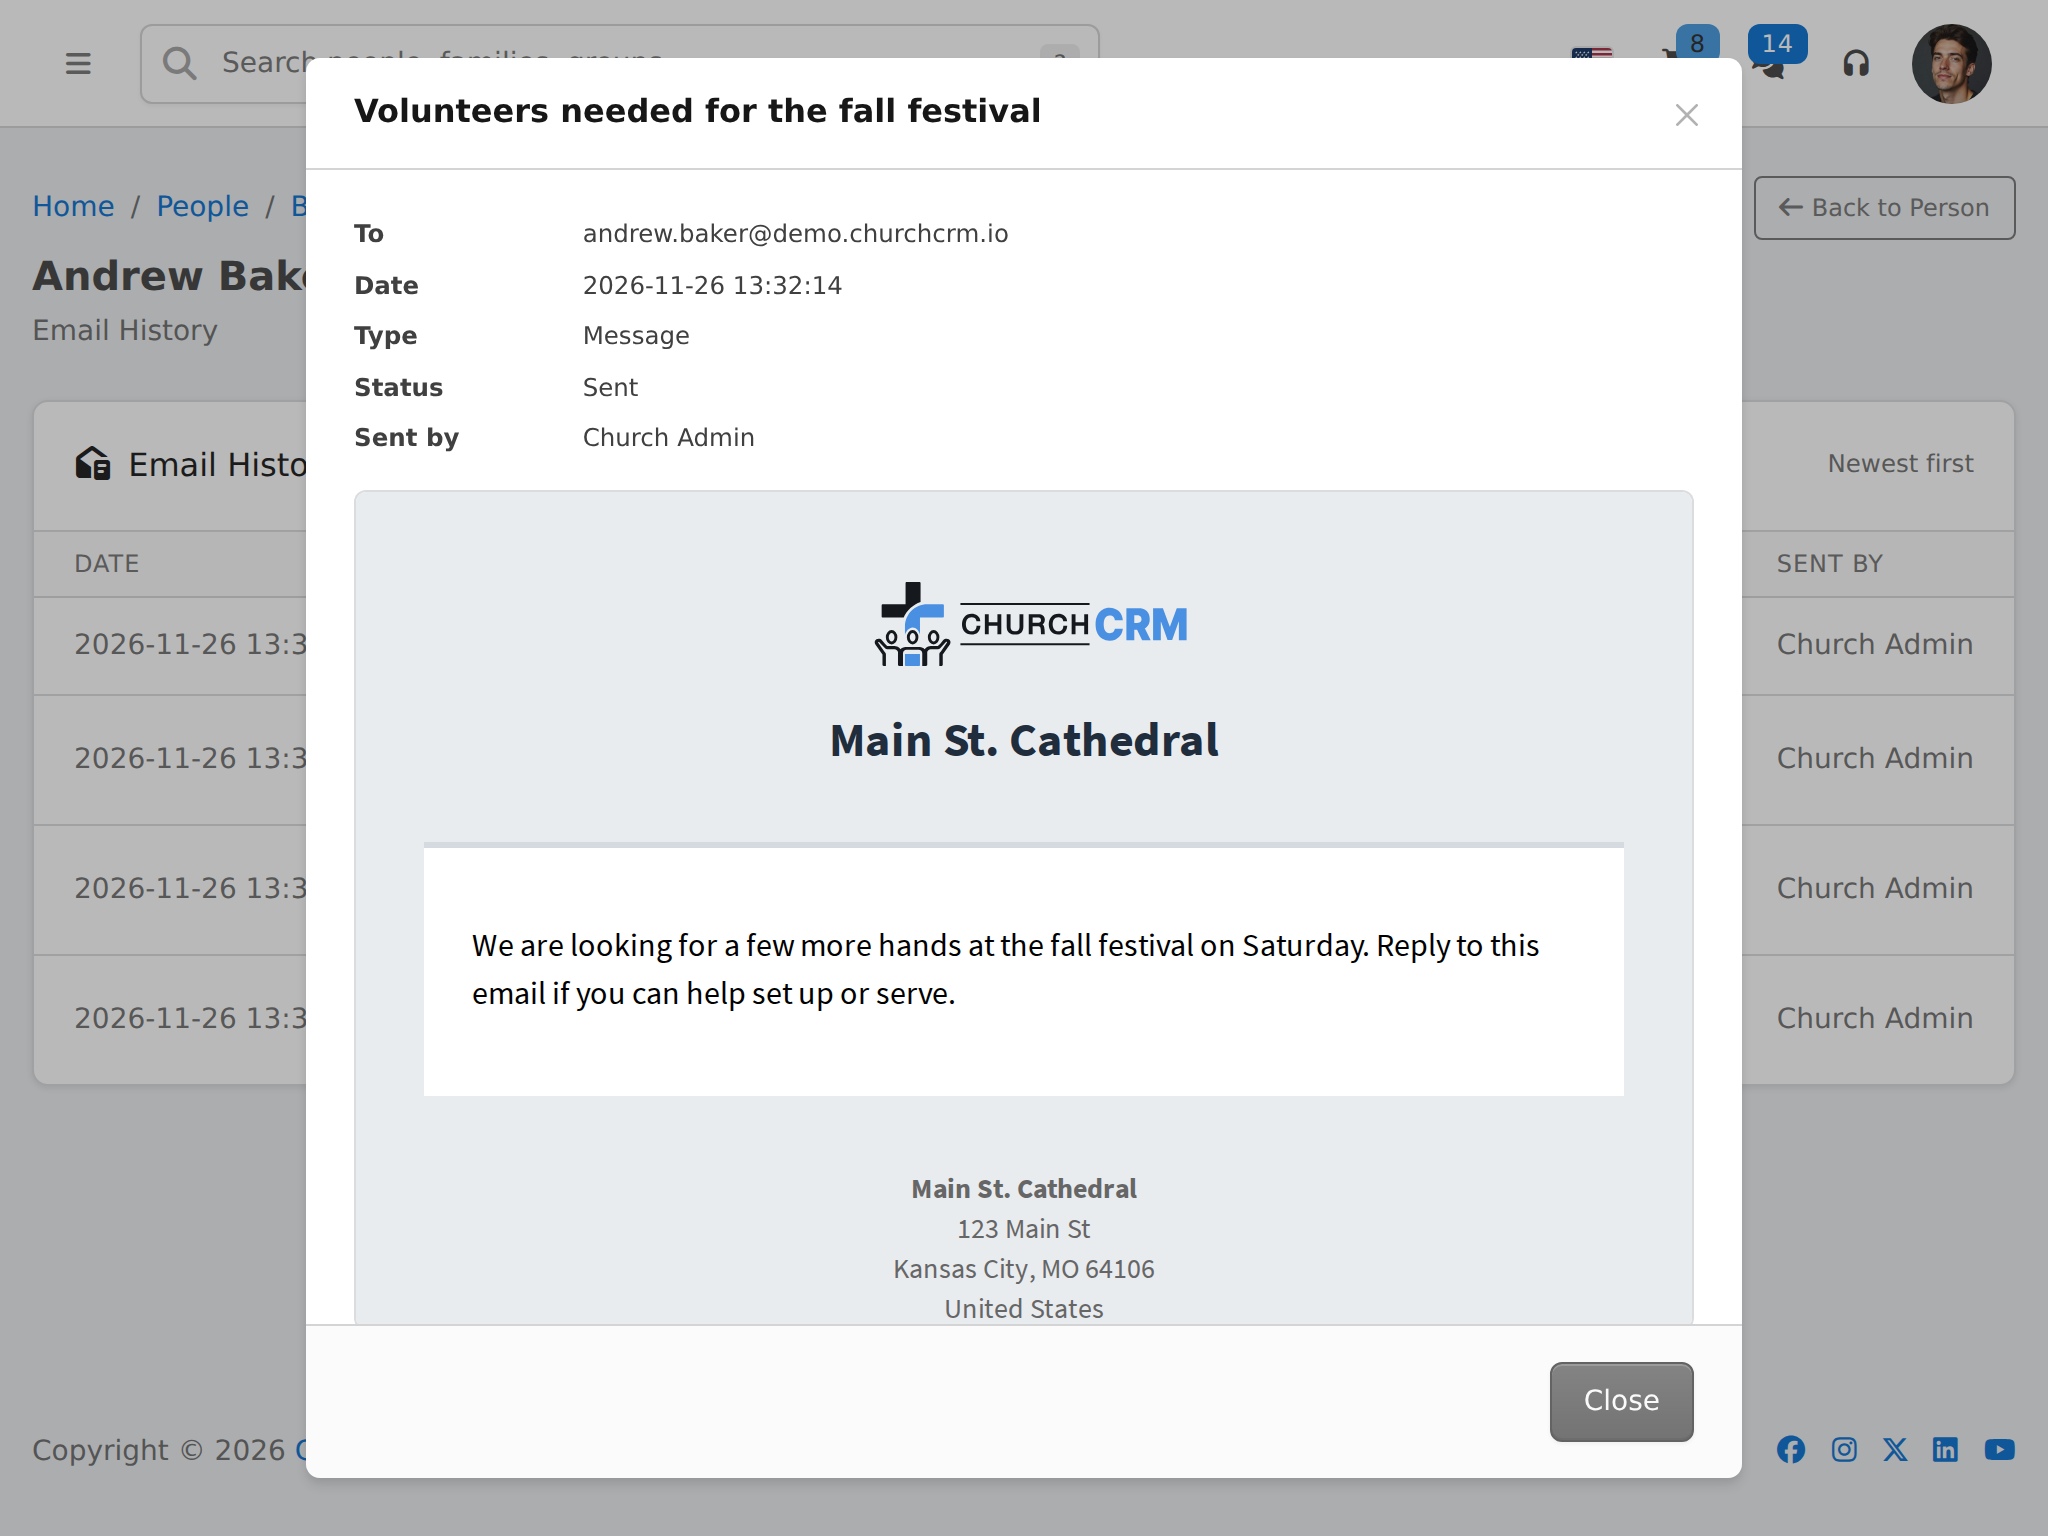 Search people, families, groups
8
14
Volunteers needed for the fall festival
Home / People / B
Back to Person
Andrew Bake
Email History
To andrew.baker@demo.churchcrm.io
Date 2026-11-26 13:32:14
Type Message
Status Sent
Sent by Church Admin
Email Histo
Newest first
DATE
SENT BY
2026-11-26 13:3
Church Admin
2026-11-26 13:3
Church Admin
2026-11-26 13:3
Church Admin
2026-11-26 13:3
Church Admin
CHURCHCRM
Main St. Cathedral
We are looking for a few more hands at the fall festival on Saturday. Reply to this
email if you can help set up or serve.
Main St. Cathedral
123 Main St
Kansas City, MO 64106
United States
Close
Copyright © 2026 C